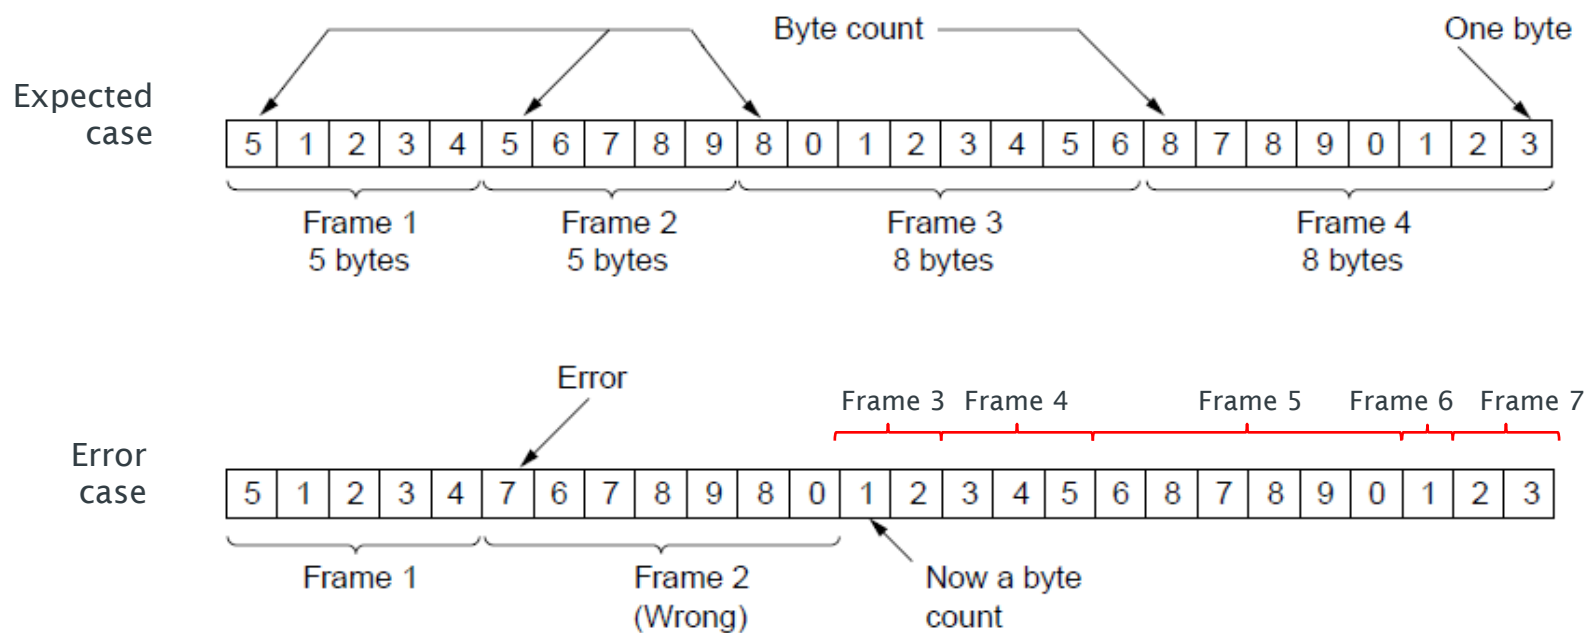 Byte count
One byte
Expected
case
5 1 2 3 4 5 6 7 8 9 8 0 1 2 3 4 5 6 8 7 8 9 0 1 2 3
Frame 1
5 bytes
Frame 2
5 bytes
Frame 3
8 bytes
Frame 4
8 bytes
Error
Frame 3
Frame 4
Frame 5
Frame 6
Frame 7
Error
case
5 1 2 3 4 7 6 7 8 9 8 0 1 2 3 4 5 6 8 7 8 9 0 1 2 3
Frame 1
Frame 2
(Wrong)
Now a byte
count